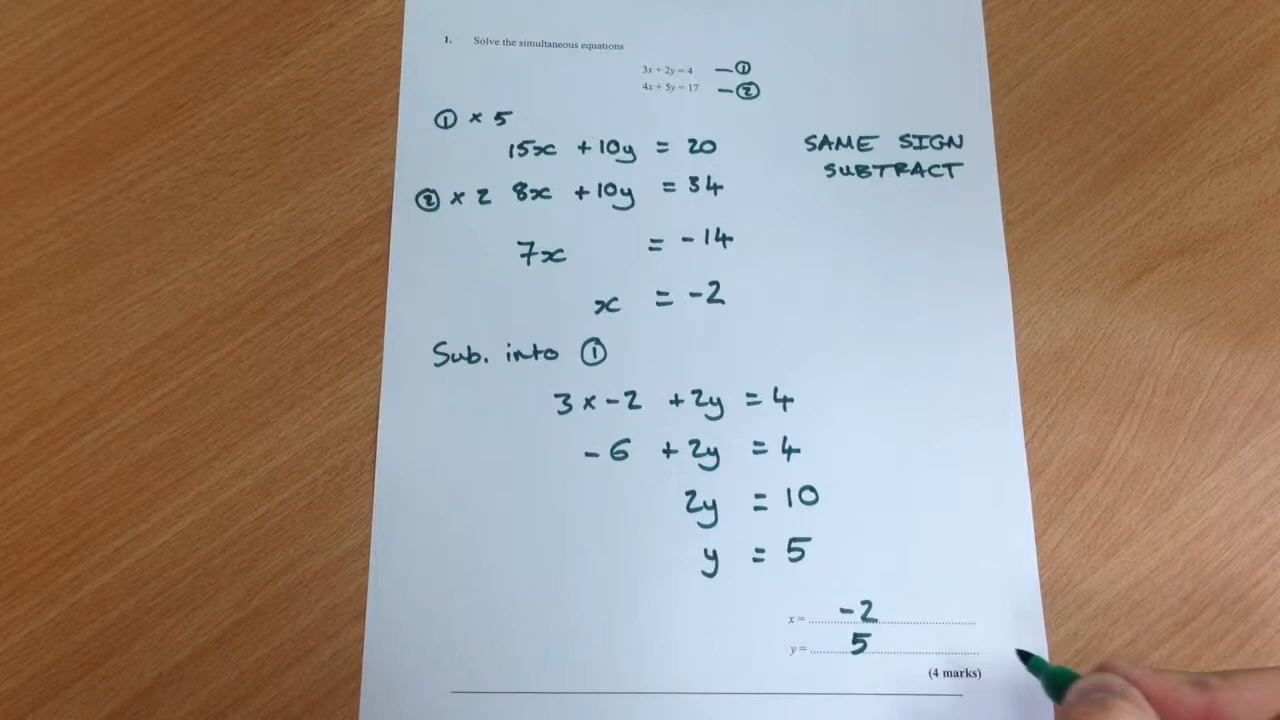 1. Solve the simultaneous equations
3x + 2y = 4 — ①
4x + 5y = 17 — ②
① × 5
15x + 10y = 20
SAME SIGN
SUBTRACT
② × 2 8x + 10y = 34
7x = -14
x = -2
Sub. into ①
3 × -2 + 2y = 4
-6 + 2y = 4
2y = 10
y = 5
x = -2
y = 5
(4 marks)